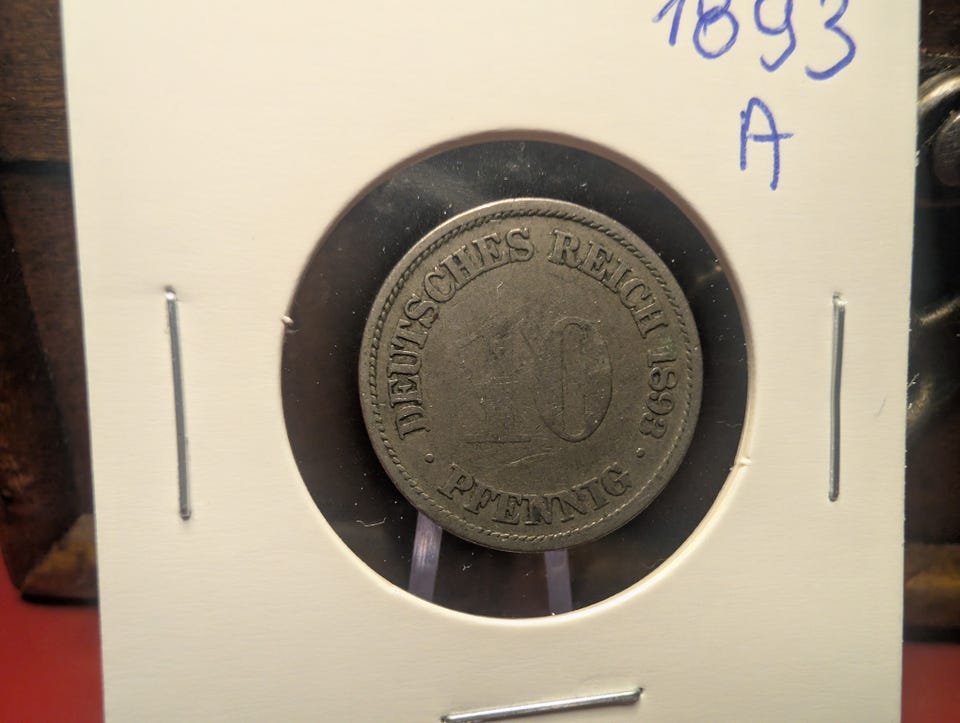 1893
A
DEUTSCHES REICH 1893
10
· PFENNIG ·